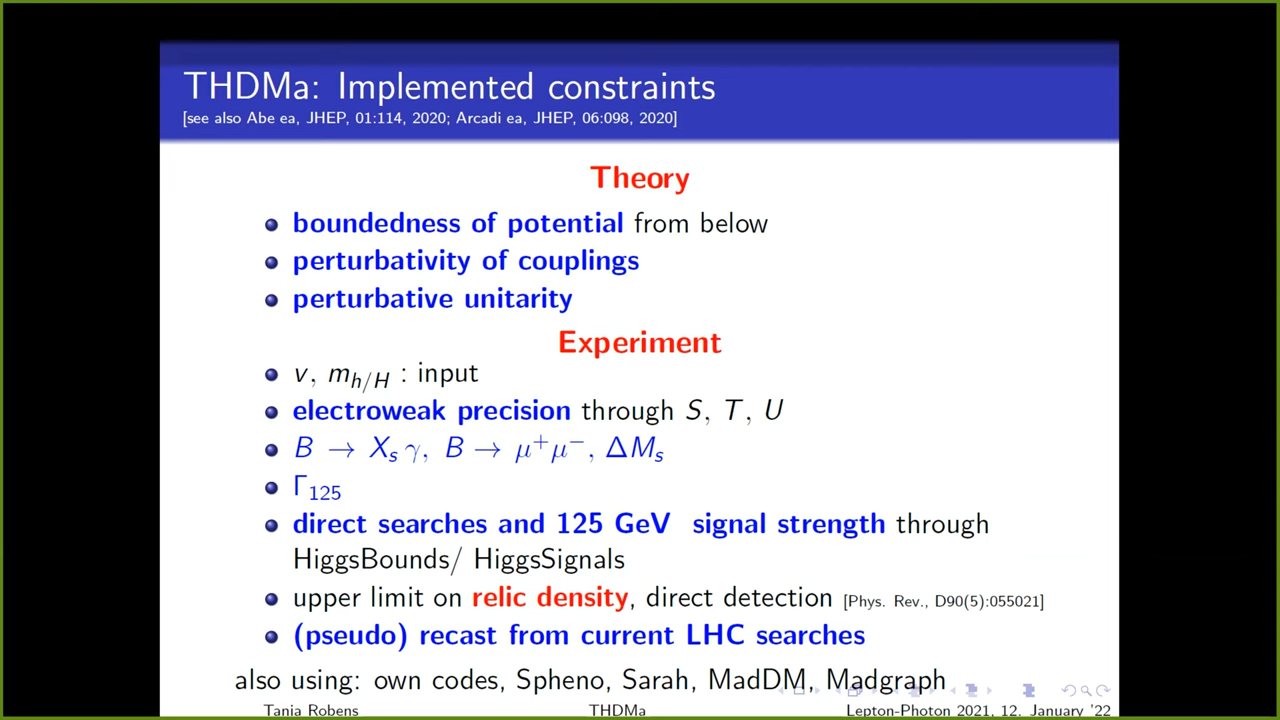 THDMa: Implemented constraints
[see also Abe ea, JHEP, 01:114, 2020; Arcadi ea, JHEP, 06:098, 2020]
Theory
boundedness of potential from below
perturbativity of couplings
perturbative unitarity
Experiment
v, m_{h/H} : input
electroweak precision through S, T, U
B → X_s γ, B → μ⁺μ⁻, ΔM_s
Γ₁₂₅
direct searches and 125 GeV signal strength through
HiggsBounds/ HiggsSignals
upper limit on relic density, direct detection [Phys. Rev., D90(5):055021]
(pseudo) recast from current LHC searches
also using: own codes, Spheno, Sarah, MadDM, Madgraph
Tania Robens THDMa Lepton-Photon 2021, 12. January '22